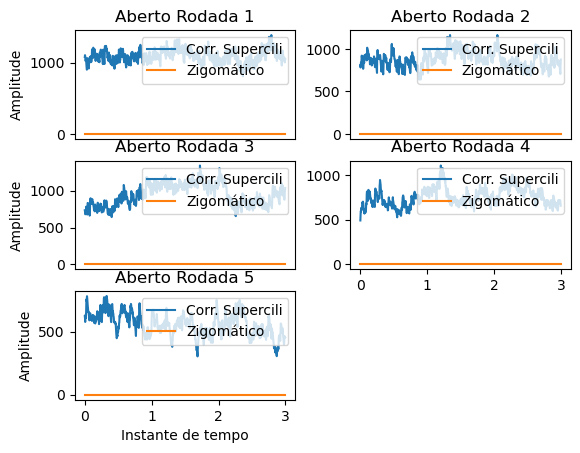 Aberto Rodada 1
Amplitude
1000
0
Corr. Supercili
Zigomático
Aberto Rodada 2
1000
500
0
Corr. Supercili
Zigomático
Aberto Rodada 3
Amplitude
1000
500
0
Corr. Supercili
Zigomático
Aberto Rodada 4
1000
500
0
Corr. Supercili
Zigomático
0 1 2 3
Aberto Rodada 5
Amplitude
500
0
Corr. Supercili
Zigomático
0 1 2 3
Instante de tempo